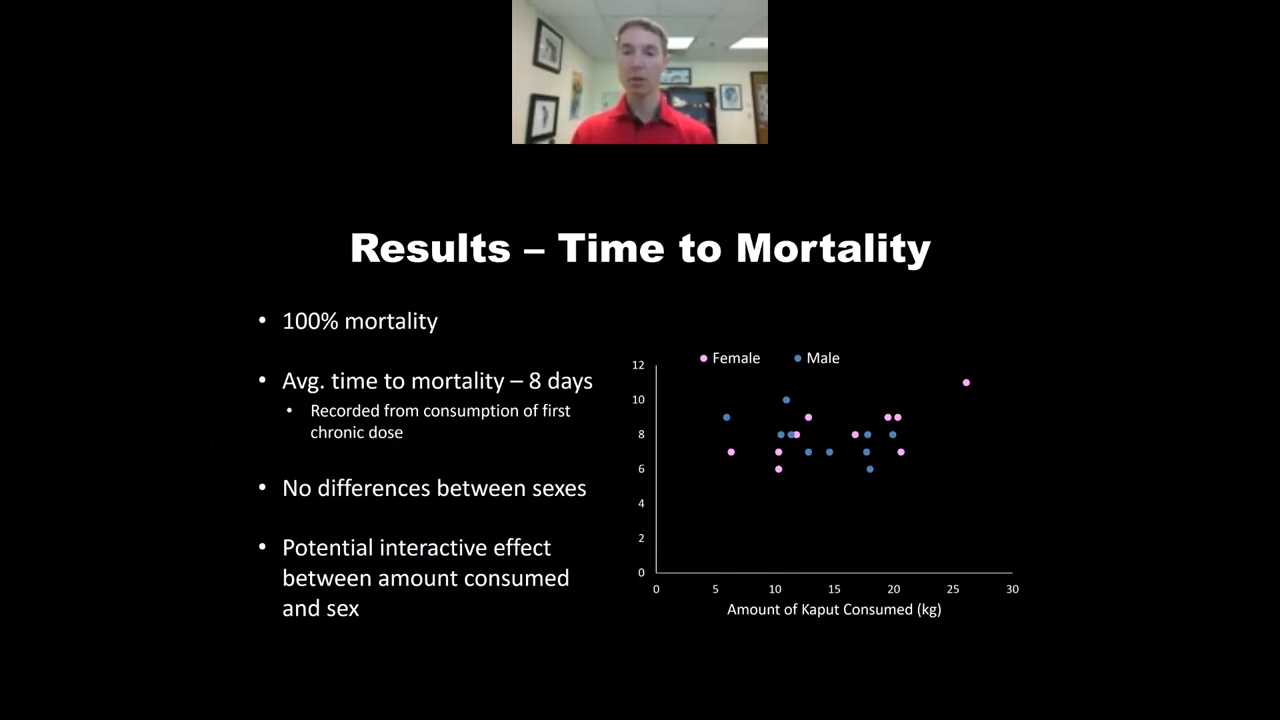 Results – Time to Mortality
• 100% mortality
• Avg. time to mortality – 8 days
• Recorded from consumption of first
chronic dose
• No differences between sexes
• Potential interactive effect
between amount consumed
and sex
Female Male
12
10
8
6
4
2
0
0 5 10 15 20 25 30
Amount of Kaput Consumed (kg)